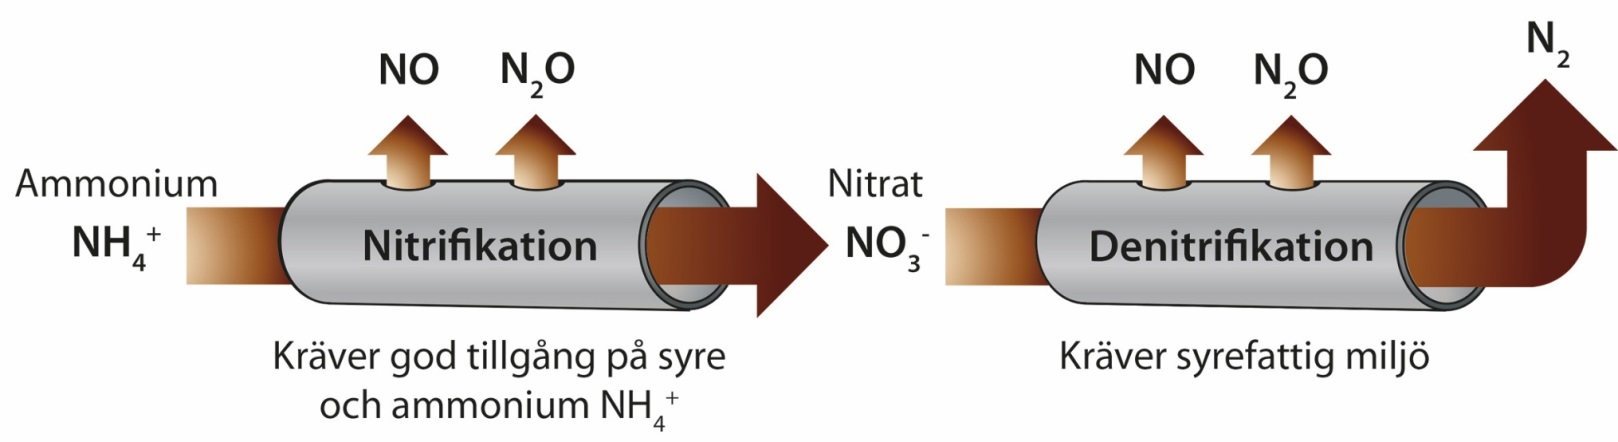 NO N₂O
Ammonium
NH₄⁺
Nitrifikation
Kräver god tillgång på syre
och ammonium NH₄⁺
Nitrat
NO₃⁻
NO N₂O
N₂
Denitrifikation
Kräver syrefattig miljö